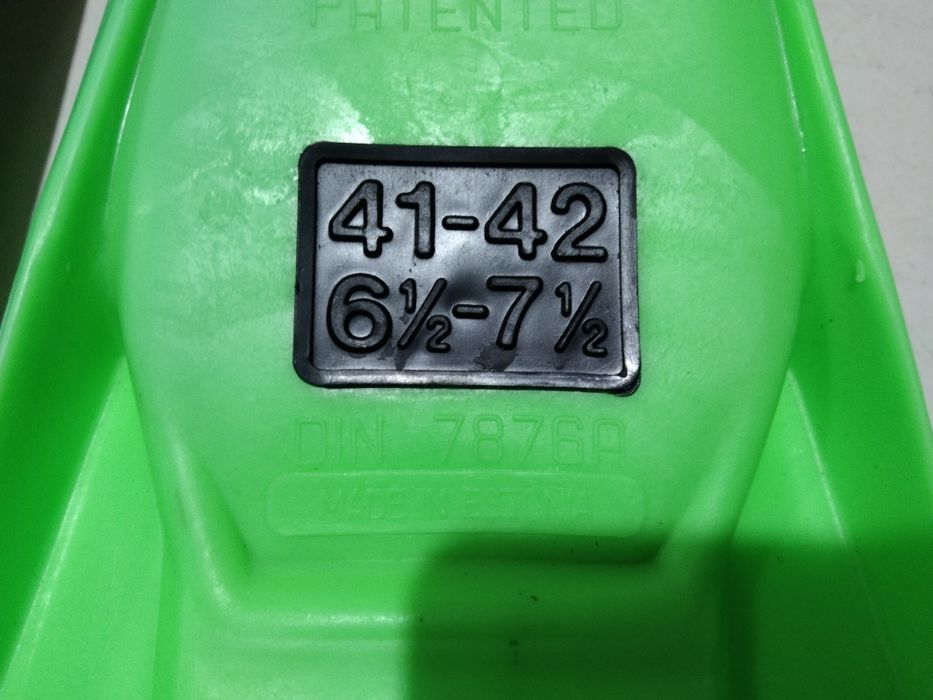 PATENTED
41-42
6½-7½
DIN 7876A
MADE IN ESTONIA